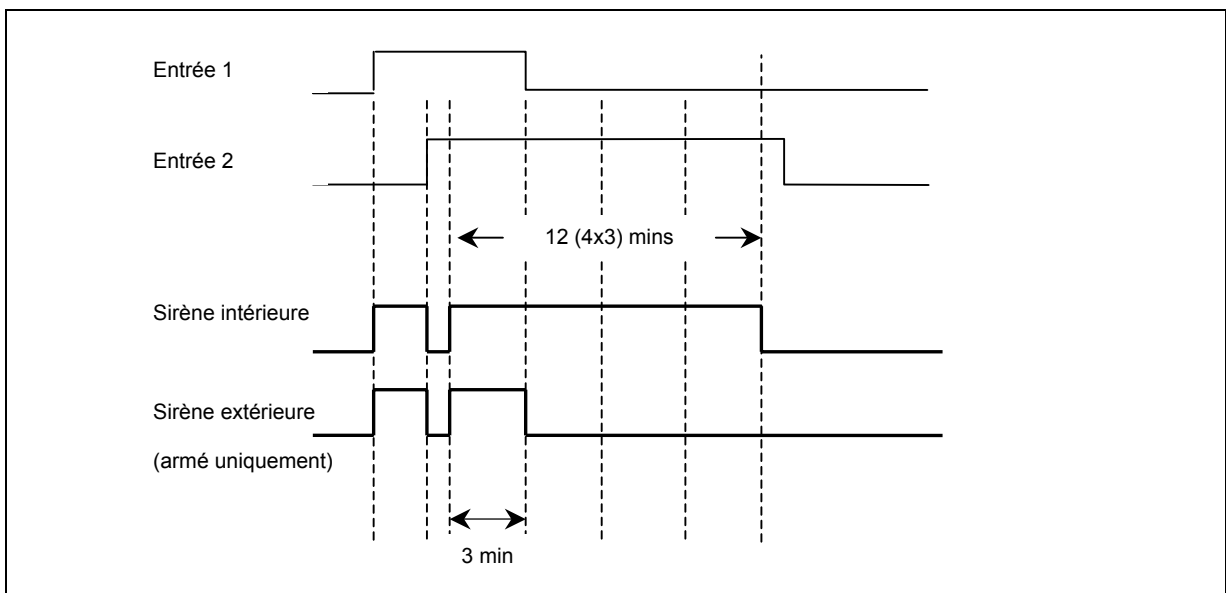 Entrée 1
Entrée 2
12 (4x3) mins
Sirène intérieure
Sirène extérieure
(armé uniquement)
3 min